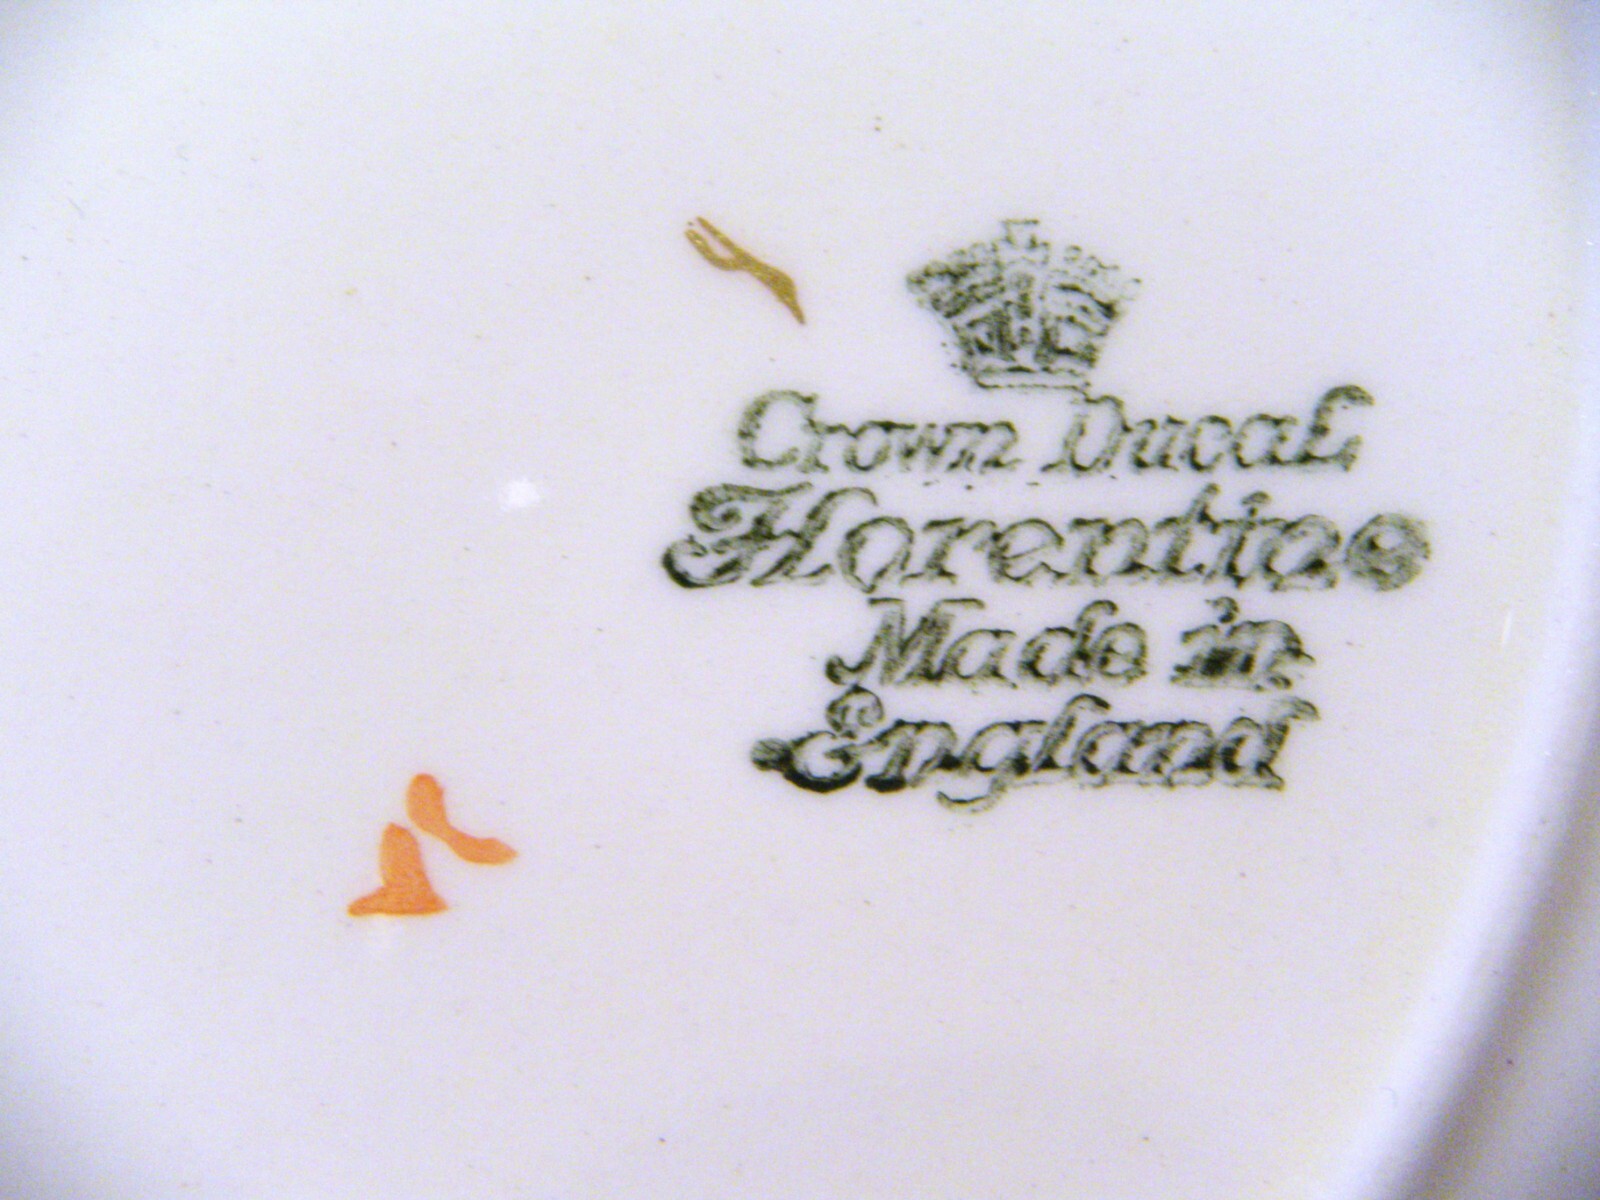 Crown Ducal
Florentine
Made in
England